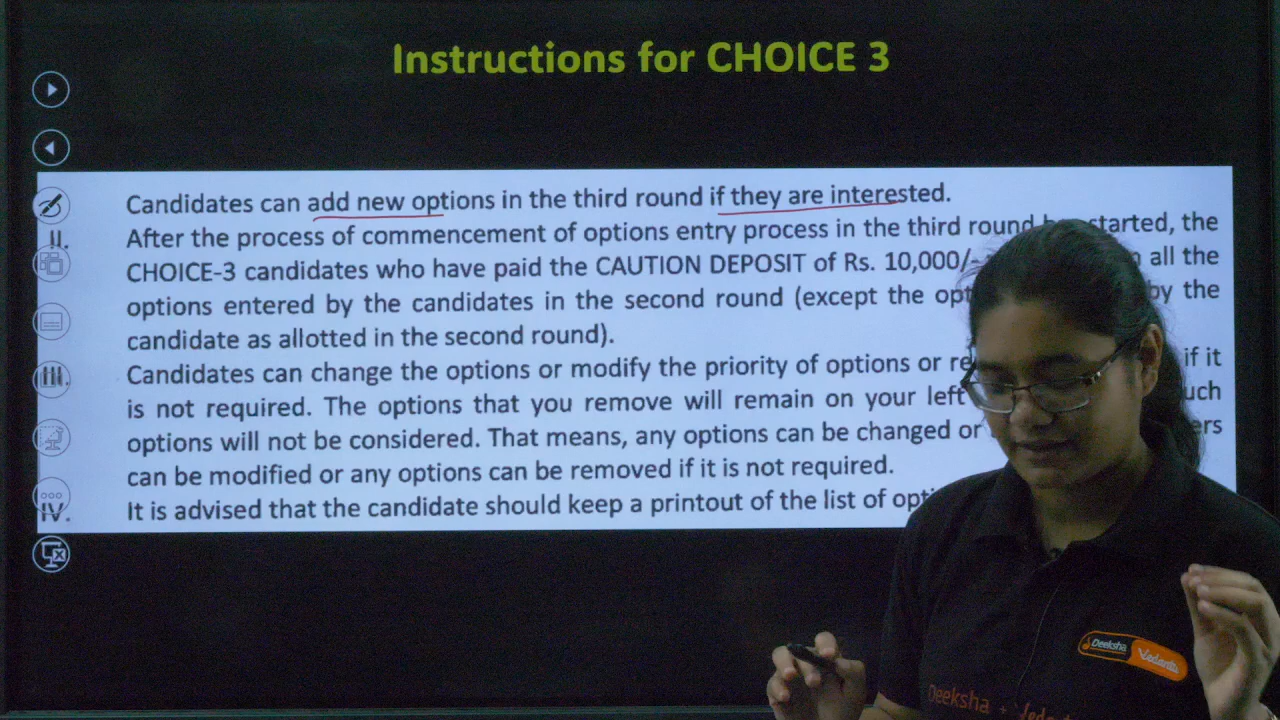 Instructions for CHOICE 3
Candidates can add new options in the third round if they are interested.
II. After the process of commencement of options entry process in the third round started, the
CHOICE-3 candidates who have paid the CAUTION DEPOSIT of Rs. 10,000/- all the
options entered by the candidates in the second round (except the by the
candidate as allotted in the second round).
III. Candidates can change the options or modify the priority of options or if it
is not required. The options that you remove will remain on your left
options will not be considered. That means, any options can be changed or
can be modified or any options can be removed if it is not required.
IV. It is advised that the candidate should keep a printout of the list of
Deeksha Vedantu
Deeksha +